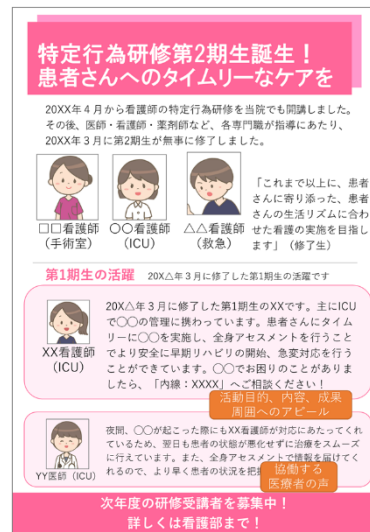 特定行為研修第2期生誕生!
患者さんへのタイムリーなケアを
20XX年4月から看護師の特定行為研修を当院でも開講しました。
その後、医師・看護師・薬剤師など、各専門職が指導にあたり、
20XX年3月に第2期生が無事に修了しました。
□□看護師
(手術室)
〇〇看護師
(ICU)
△△看護師
(救急)
「これまで以上に、患者
さんに寄り添った、患者
さんの生活リズムに合わ
せた看護の実施を目指し
ます」(修了生)
第1期生の活躍 20X△年3月に修了した第1期生の活躍です
XX看護師
(ICU)
20X△年3月に修了した第1期生のXXです。主にICU
で〇〇の管理に携わっています。患者さんにタイム
リーに〇〇を実施し、全身アセスメントを行うこと
でより安全に早期リハビリの開始、急変対応を行う
ことができています。〇〇でお困りのことがありま
したら、「内線:XXXX」へご相談ください!
活動目的、内容、成果
周囲へのアピール
YY医師(ICU)
夜間、〇〇が起こった際にもXX看護師が対応にあたってくれ
ているため、翌日も患者の状態が悪化せずに治療をスムーズ
に行えています。また、全身アセスメントで情報を届けてく
れるので、より早く患者の状況を把
協働する
医療者の声
次年度の研修受講者を募集中!
詳しくは看護部まで!